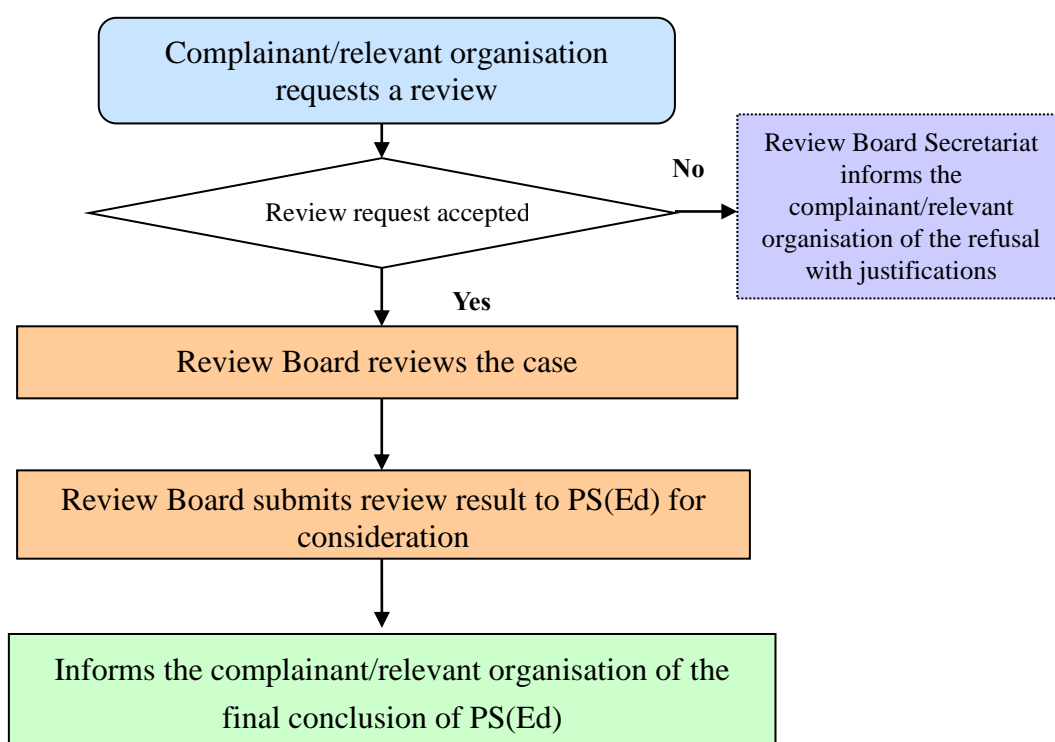 Complainant/relevant organisation
requests a review
Review request accepted
No
Review Board Secretariat
informs the
complainant/relevant
organisation of the refusal
with justifications
Yes
Review Board reviews the case
Review Board submits review result to PS(Ed) for
consideration
Informs the complainant/relevant organisation of the
final conclusion of PS(Ed)